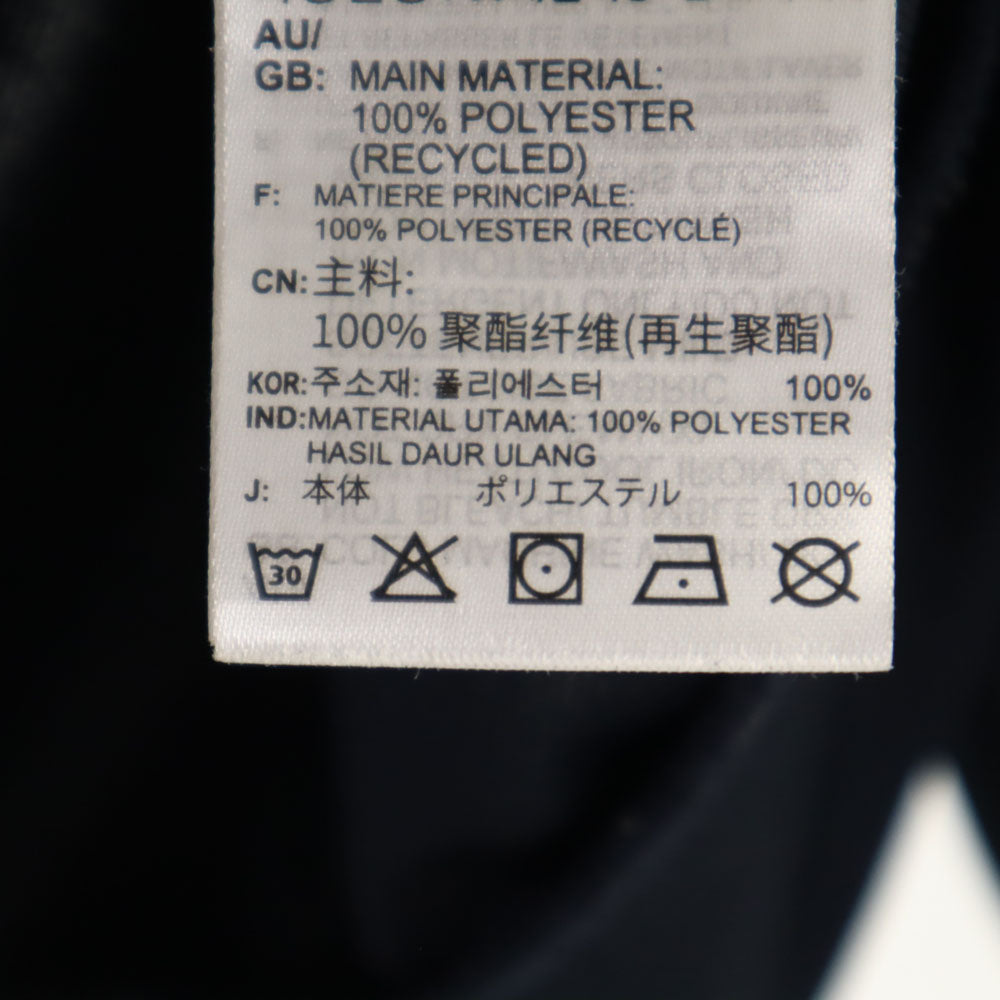 AU/
GB: MAIN MATERIAL:
100% POLYESTER
(RECYCLED)
F: MATIERE PRINCIPALE:
100% POLYESTER (RECYCLÉ)
CN: 主料:
100% 聚酯纤维(再生聚酯)
KOR: 주소재: 폴리에스터 100%
IND: MATERIAL UTAMA: 100% POLYESTER
HASIL DAUR ULANG
J: 本体 ポリエステル 100%
30